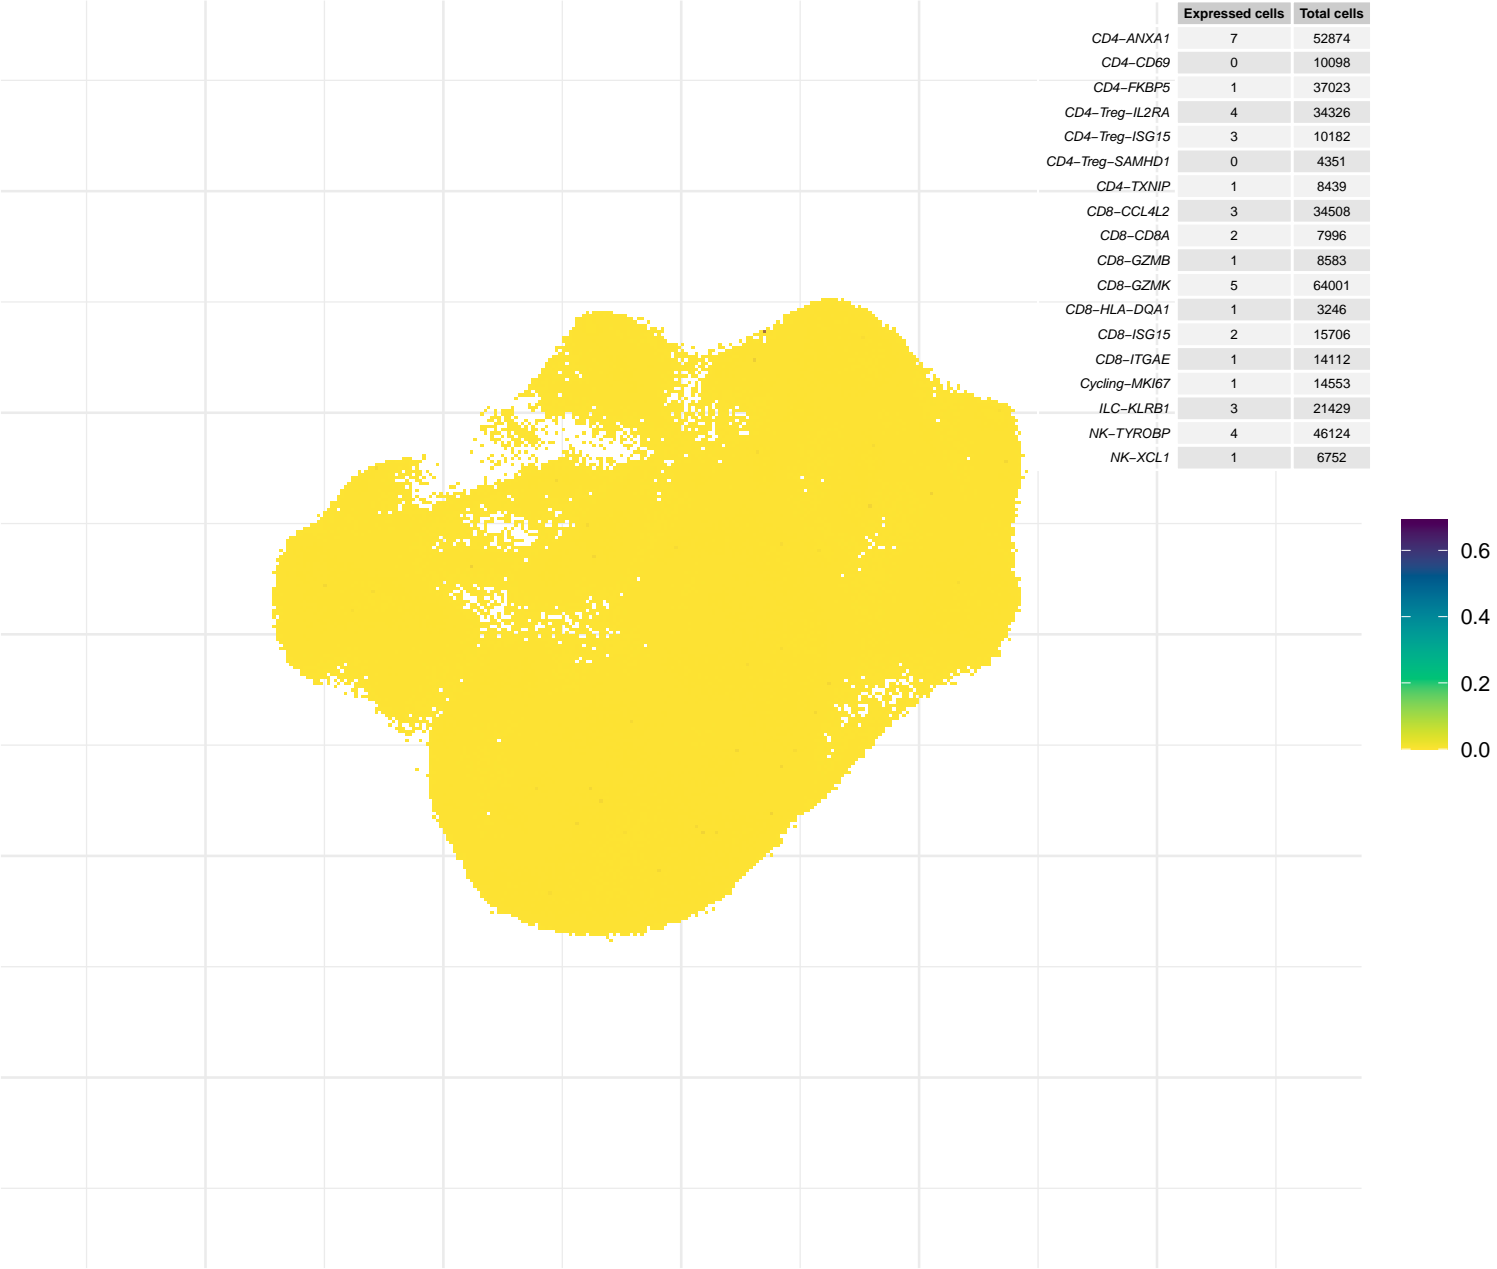 Expressed cells Total cells
CD4−ANXA1 7 52874
CD4−CD69 0 10098
CD4−FKBP5 1 37023
CD4−Treg−IL2RA 4 34326
CD4−Treg−ISG15 3 10182
CD4−Treg−SAMHD1 0 4351
CD4−TXNIP 1 8439
CD8−CCL4L2 3 34508
CD8−CD8A 2 7996
CD8−GZMB 1 8583
CD8−GZMK 5 64001
CD8−HLA−DQA1 1 3246
CD8−ISG15 2 15706
CD8−ITGAE 1 14112
Cycling−MKI67 1 14553
ILC−KLRB1 3 21429
NK−TYROBP 4 46124
NK−XCL1 1 6752
0.6
0.4
0.2
0.0